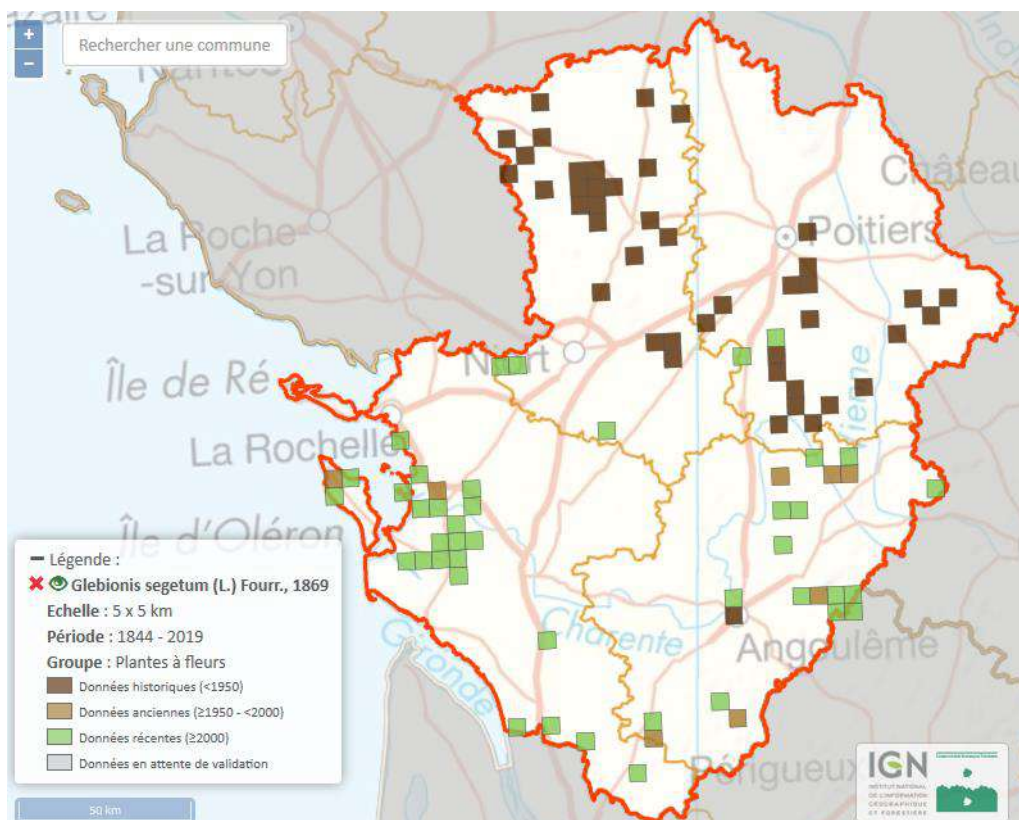 +
−
Rechercher une commune
Nantes
Château
Poitiers
La Roche-
-sur-Yon
Niort
Île de Ré
Vienne
La Rochelle
Île d'Oléron
Charente
Angoulême
Gironde
Périgueux
Légende :
Glebionis segetum (L.) Fourr., 1869
Echelle : 5 x 5 km
Période : 1844 - 2019
Groupe : Plantes à fleurs
Données historiques (<1950)
Données anciennes (≥1950 - <2000)
Données récentes (≥2000)
Données en attente de validation
50 km
IGN
INSTITUT NATIONAL
DE L'INFORMATION
GÉOGRAPHIQUE
ET FORESTIÈRE